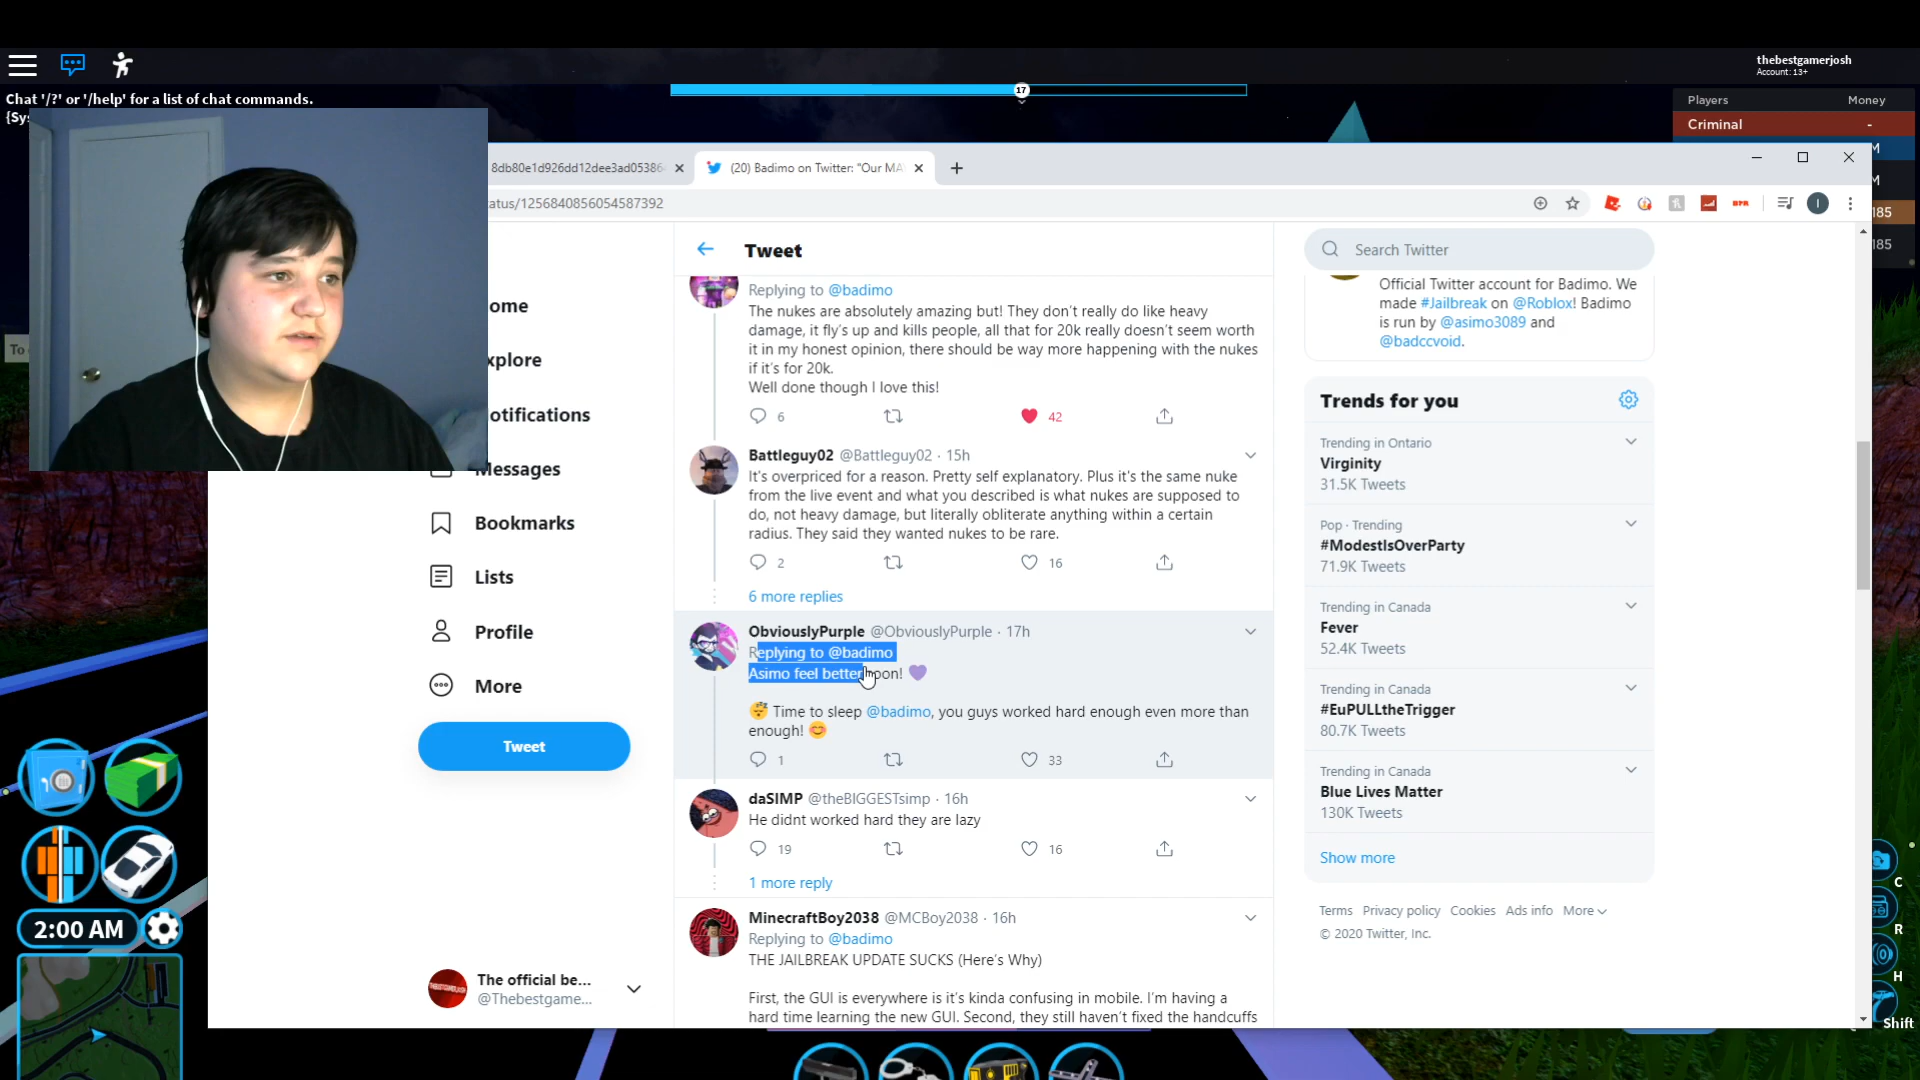 thebestgamerjosh
Account: 13+
Chat '/?' or '/help' for a list of chat commands.
{Sys
17
Players Money
Criminal -
M
M
185
185
8db80e1d926dd12dee3ad05386
(20) Badimo on Twitter: "Our MA
atus/1256840856054587392
Tweet
Search Twitter
ome
xplore
otifications
Messages
Bookmarks
Lists
Profile
More
Tweet
The official be...
@Thebestgame...
Replying to @badimo
The nukes are absolutely amazing but! They don't really do like heavy
damage, it fly's up and kills people, all that for 20k really doesn't seem worth
it in my honest opinion, there should be way more happening with the nukes
if it's for 20k.
Well done though I love this!
6 42
Battleguy02 @Battleguy02 · 15h
It's overpriced for a reason. Pretty self explanatory. Plus it's the same nuke
from the live event and what you described is what nukes are supposed to
do, not heavy damage, but literally obliterate anything within a certain
radius. They said they wanted nukes to be rare.
2 16
6 more replies
ObviouslyPurple @ObviouslyPurple · 17h
Replying to @badimo
Asimo feel better soon! 💜
😴 Time to sleep @badimo, you guys worked hard enough even more than
enough! 😊
1 33
daSIMP @theBIGGESTsimp · 16h
He didnt worked hard they are lazy
19 16
1 more reply
MinecraftBoy2038 @MCBoy2038 · 16h
Replying to @badimo
THE JAILBREAK UPDATE SUCKS (Here's Why)
First, the GUI is everywhere is it's kinda confusing in mobile. I'm having a
hard time learning the new GUI. Second, they still haven't fixed the handcuffs
Official Twitter account for Badimo. We
made #Jailbreak on @Roblox! Badimo
is run by @asimo3089 and
@badccvoid.
Trends for you
Trending in Ontario
Virginity
31.5K Tweets
Pop · Trending
#ModestIsOverParty
71.9K Tweets
Trending in Canada
Fever
52.4K Tweets
Trending in Canada
#EuPULLtheTrigger
80.7K Tweets
Trending in Canada
Blue Lives Matter
130K Tweets
Show more
Terms Privacy policy Cookies Ads info More
© 2020 Twitter, Inc.
To
2:00 AM
C
R
H
Shift